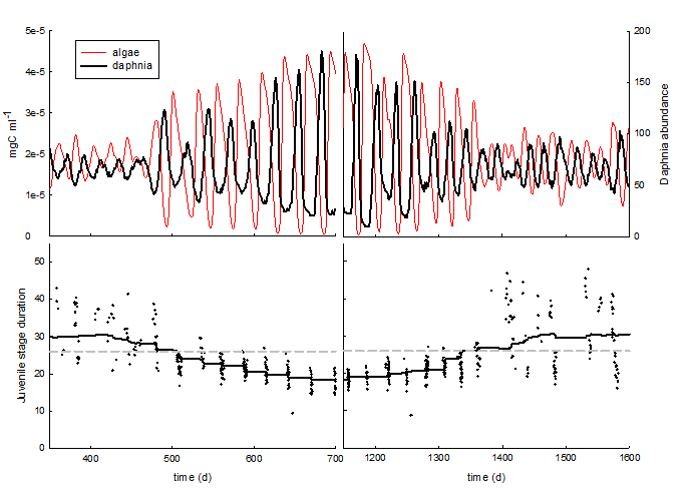 5e-5
4e-5
3e-5
2e-5
1e-5
0
mgC ml-1
algae
daphnia
200
150
100
50
0
Daphnia abundance
50
40
30
20
10
0
Juvenile stage duration
400
500
600
700
1200
1300
1400
1500
1600
time (d)
time (d)